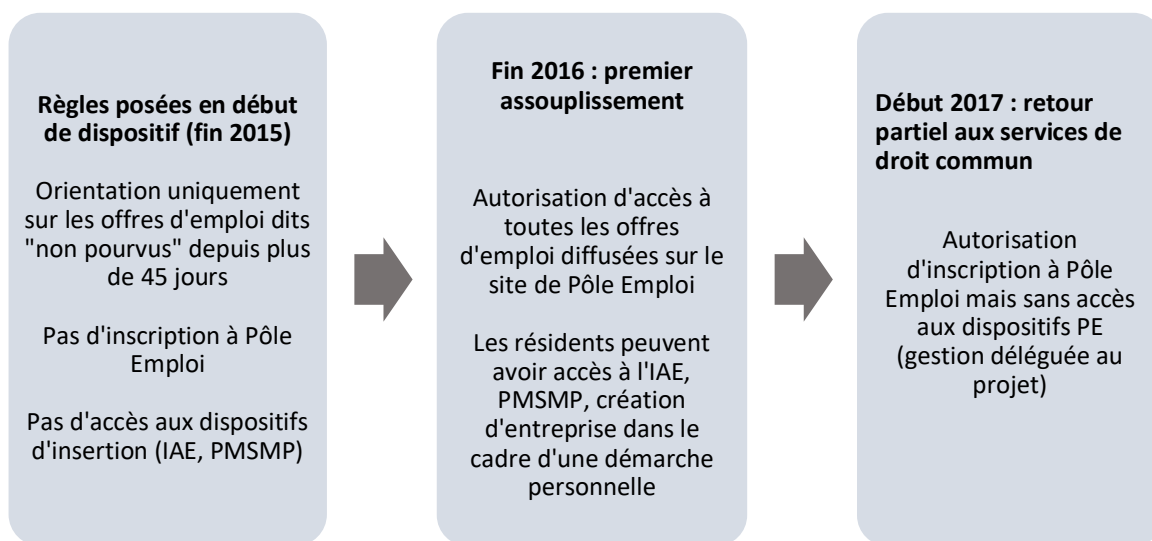 Règles posées en début
de dispositif (fin 2015)
Orientation uniquement
sur les offres d'emploi dits
"non pourvus" depuis plus
de 45 jours
Pas d'inscription à Pôle
Emploi
Pas d'accès aux dispositifs
d'insertion (IAE, PMSMP)
Fin 2016 : premier
assouplissement
Autorisation d'accès à
toutes les offres
d'emploi diffusées sur le
site de Pôle Emploi
Les résidents peuvent
avoir accès à l'IAE,
PMSMP, création
d'entreprise dans le
cadre d'une démarche
personnelle
Début 2017 : retour
partiel aux services de
droit commun
Autorisation
d'inscription à Pôle
Emploi mais sans accès
aux dispositifs PE
(gestion déléguée au
projet)